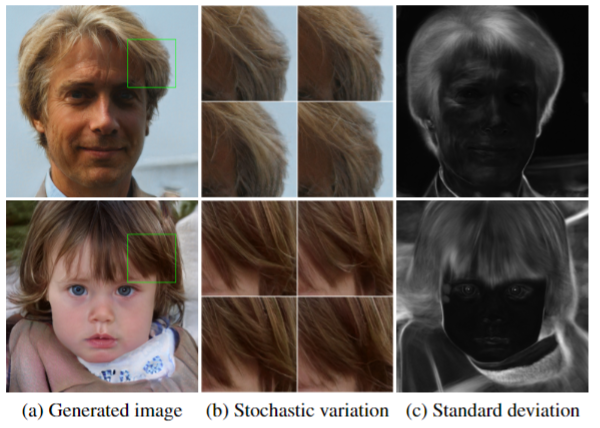 (a) Generated image (b) Stochastic variation (c) Standard deviation